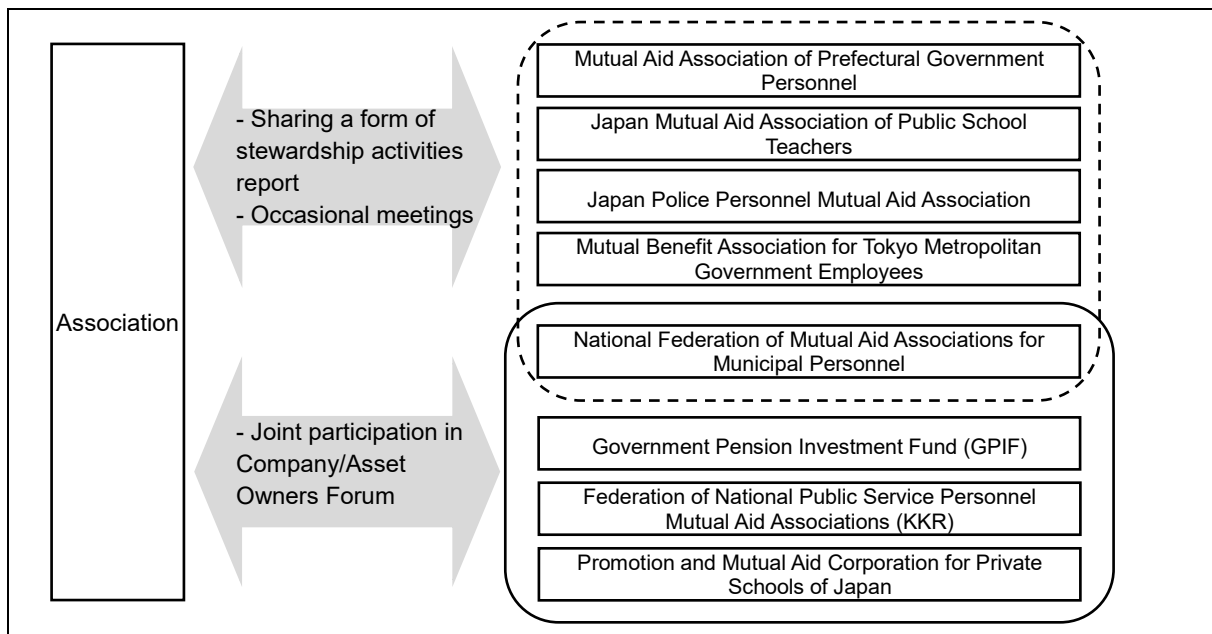 Association
- Sharing a form of
stewardship activities
report
- Occasional meetings
- Joint participation in
Company/Asset
Owners Forum
Mutual Aid Association of Prefectural Government
Personnel
Japan Mutual Aid Association of Public School
Teachers
Japan Police Personnel Mutual Aid Association
Mutual Benefit Association for Tokyo Metropolitan
Government Employees
National Federation of Mutual Aid Associations for
Municipal Personnel
Government Pension Investment Fund (GPIF)
Federation of National Public Service Personnel
Mutual Aid Associations (KKR)
Promotion and Mutual Aid Corporation for Private
Schools of Japan